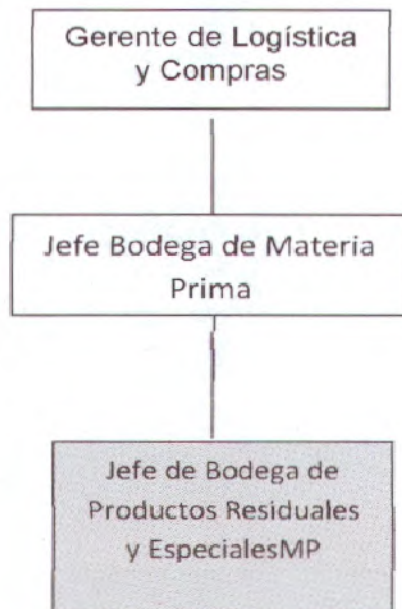 Gerente de Logística
y Compras
Jefe Bodega de Materia
Prima
Jefe de Bodega de
Productos Residuales
y EspecialesMP